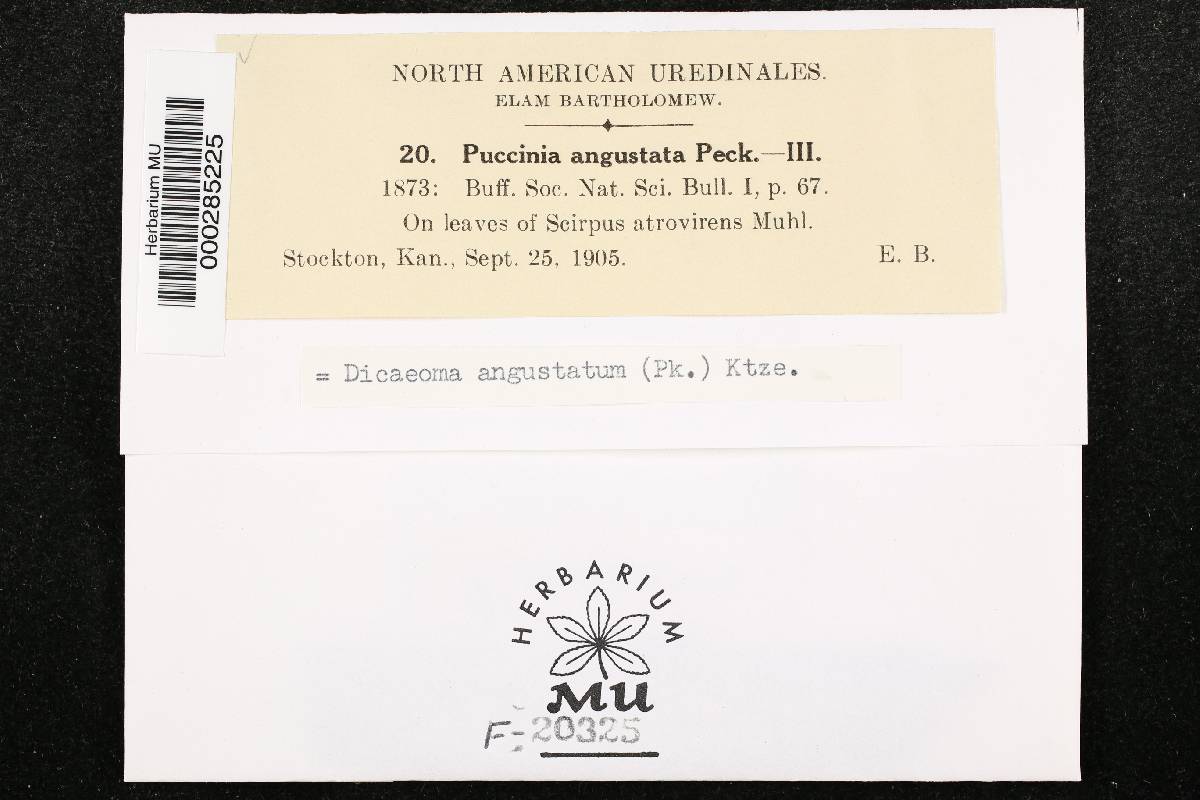 NORTH AMERICAN UREDINALES.
ELAM BARTHOLOMEW.
20. Puccinia angustata Peck.—III.
1873: Buff. Soc. Nat. Sci. Bull. I, p. 67.
On leaves of Scirpus atrovirens Muhl.
Stockton, Kan., Sept. 25, 1905. E. B.
Herbarium MU
000285225
= Dicaeoma angustatum (Pk.) Ktze.
HERBARIUM
MU
F-20325